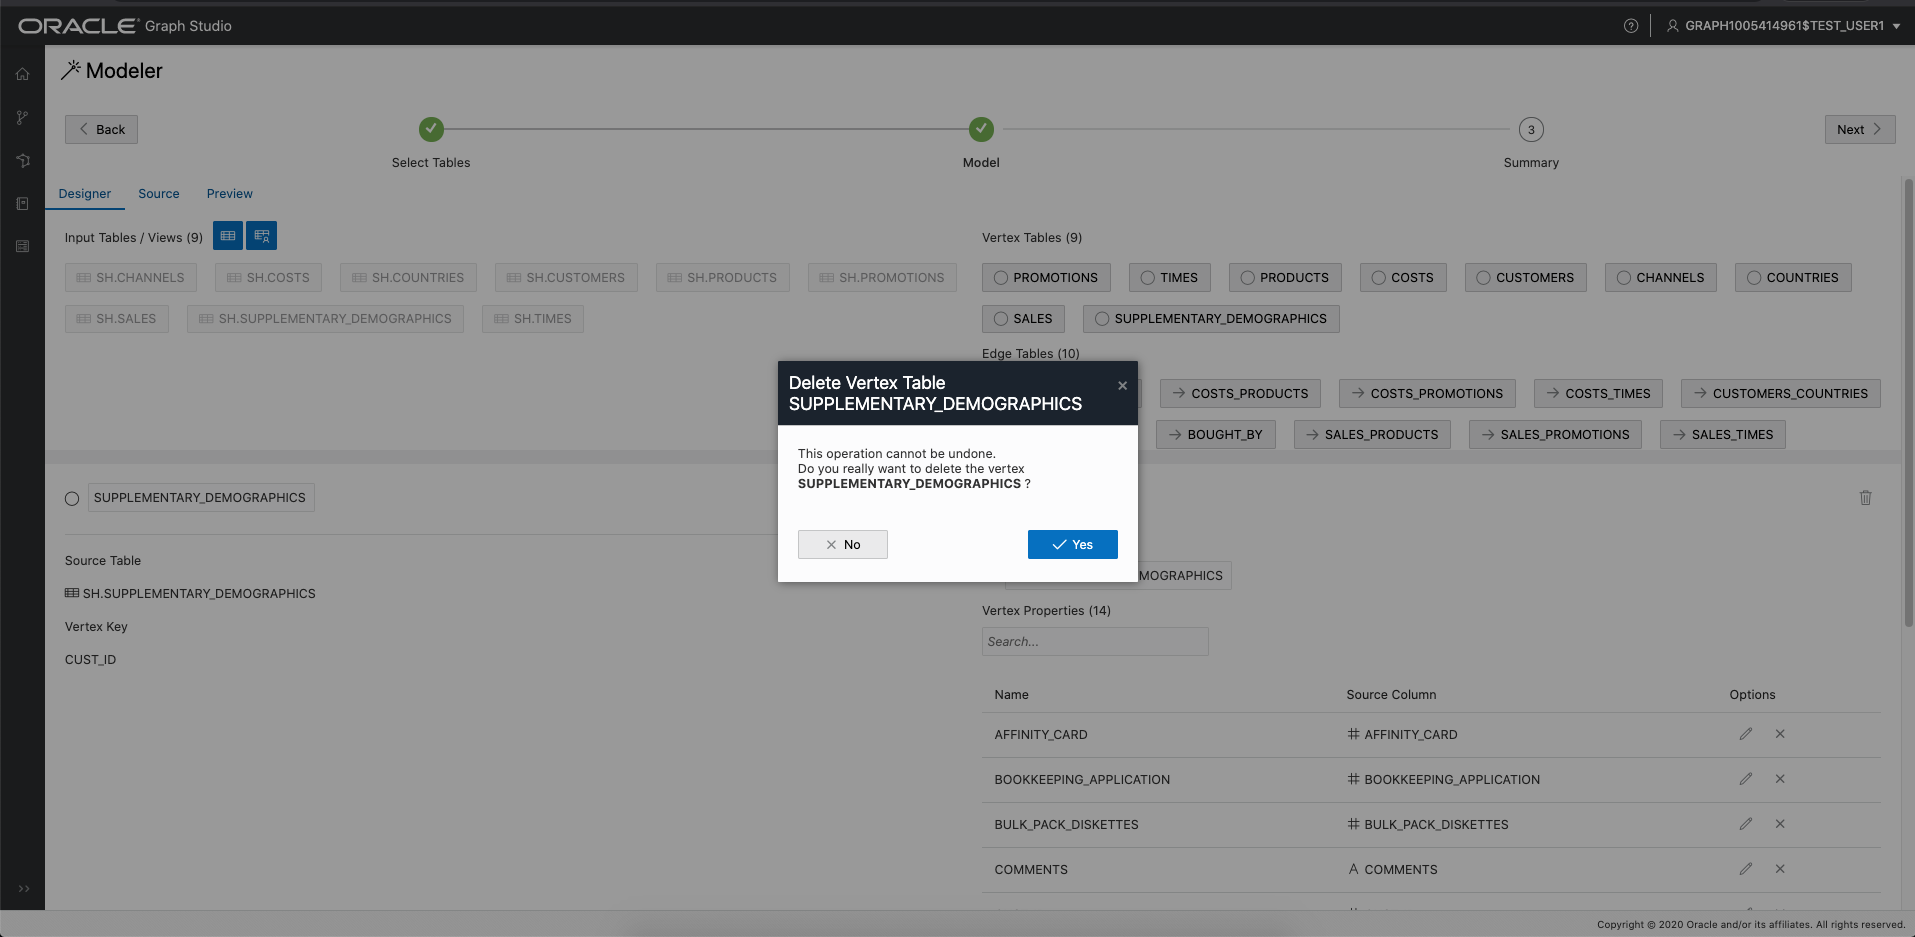 ORACLE Graph Studio
GRAPH1005414961$TEST_USER1
Modeler
Back
Select Tables
Model
3
Summary
Next
Designer Source Preview
Input Tables / Views (9)
SH.CHANNELS SH.COSTS SH.COUNTRIES SH.CUSTOMERS SH.PRODUCTS SH.PROMOTIONS
SH.SALES SH.SUPPLEMENTARY_DEMOGRAPHICS SH.TIMES
Vertex Tables (9)
PROMOTIONS TIMES PRODUCTS COSTS CUSTOMERS CHANNELS COUNTRIES
SALES SUPPLEMENTARY_DEMOGRAPHICS
Edge Tables (10)
COSTS_PRODUCTS COSTS_PROMOTIONS COSTS_TIMES CUSTOMERS_COUNTRIES
BOUGHT_BY SALES_PRODUCTS SALES_PROMOTIONS SALES_TIMES
Delete Vertex Table
SUPPLEMENTARY_DEMOGRAPHICS
This operation cannot be undone.
Do you really want to delete the vertex
SUPPLEMENTARY_DEMOGRAPHICS ?
No
Yes
SUPPLEMENTARY_DEMOGRAPHICS
Source Table
SH.SUPPLEMENTARY_DEMOGRAPHICS
Vertex Key
CUST_ID
MOGRAPHICS
Vertex Properties (14)
Search...
Name Source Column Options
AFFINITY_CARD # AFFINITY_CARD
BOOKKEEPING_APPLICATION # BOOKKEEPING_APPLICATION
BULK_PACK_DISKETTES # BULK_PACK_DISKETTES
COMMENTS A COMMENTS
Copyright © 2020 Oracle and/or its affiliates. All rights reserved.